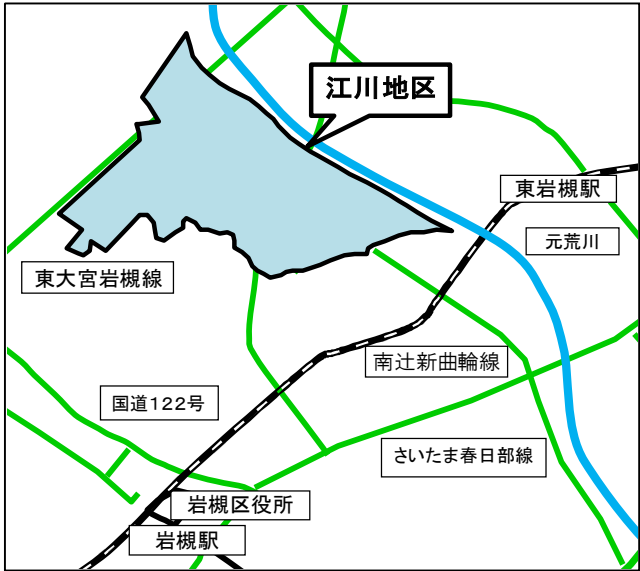 江川地区
東岩槻駅
元荒川
東大宮岩槻線
南辻新曲輪線
国道122号
さいたま春日部線
岩槻区役所
岩槻駅